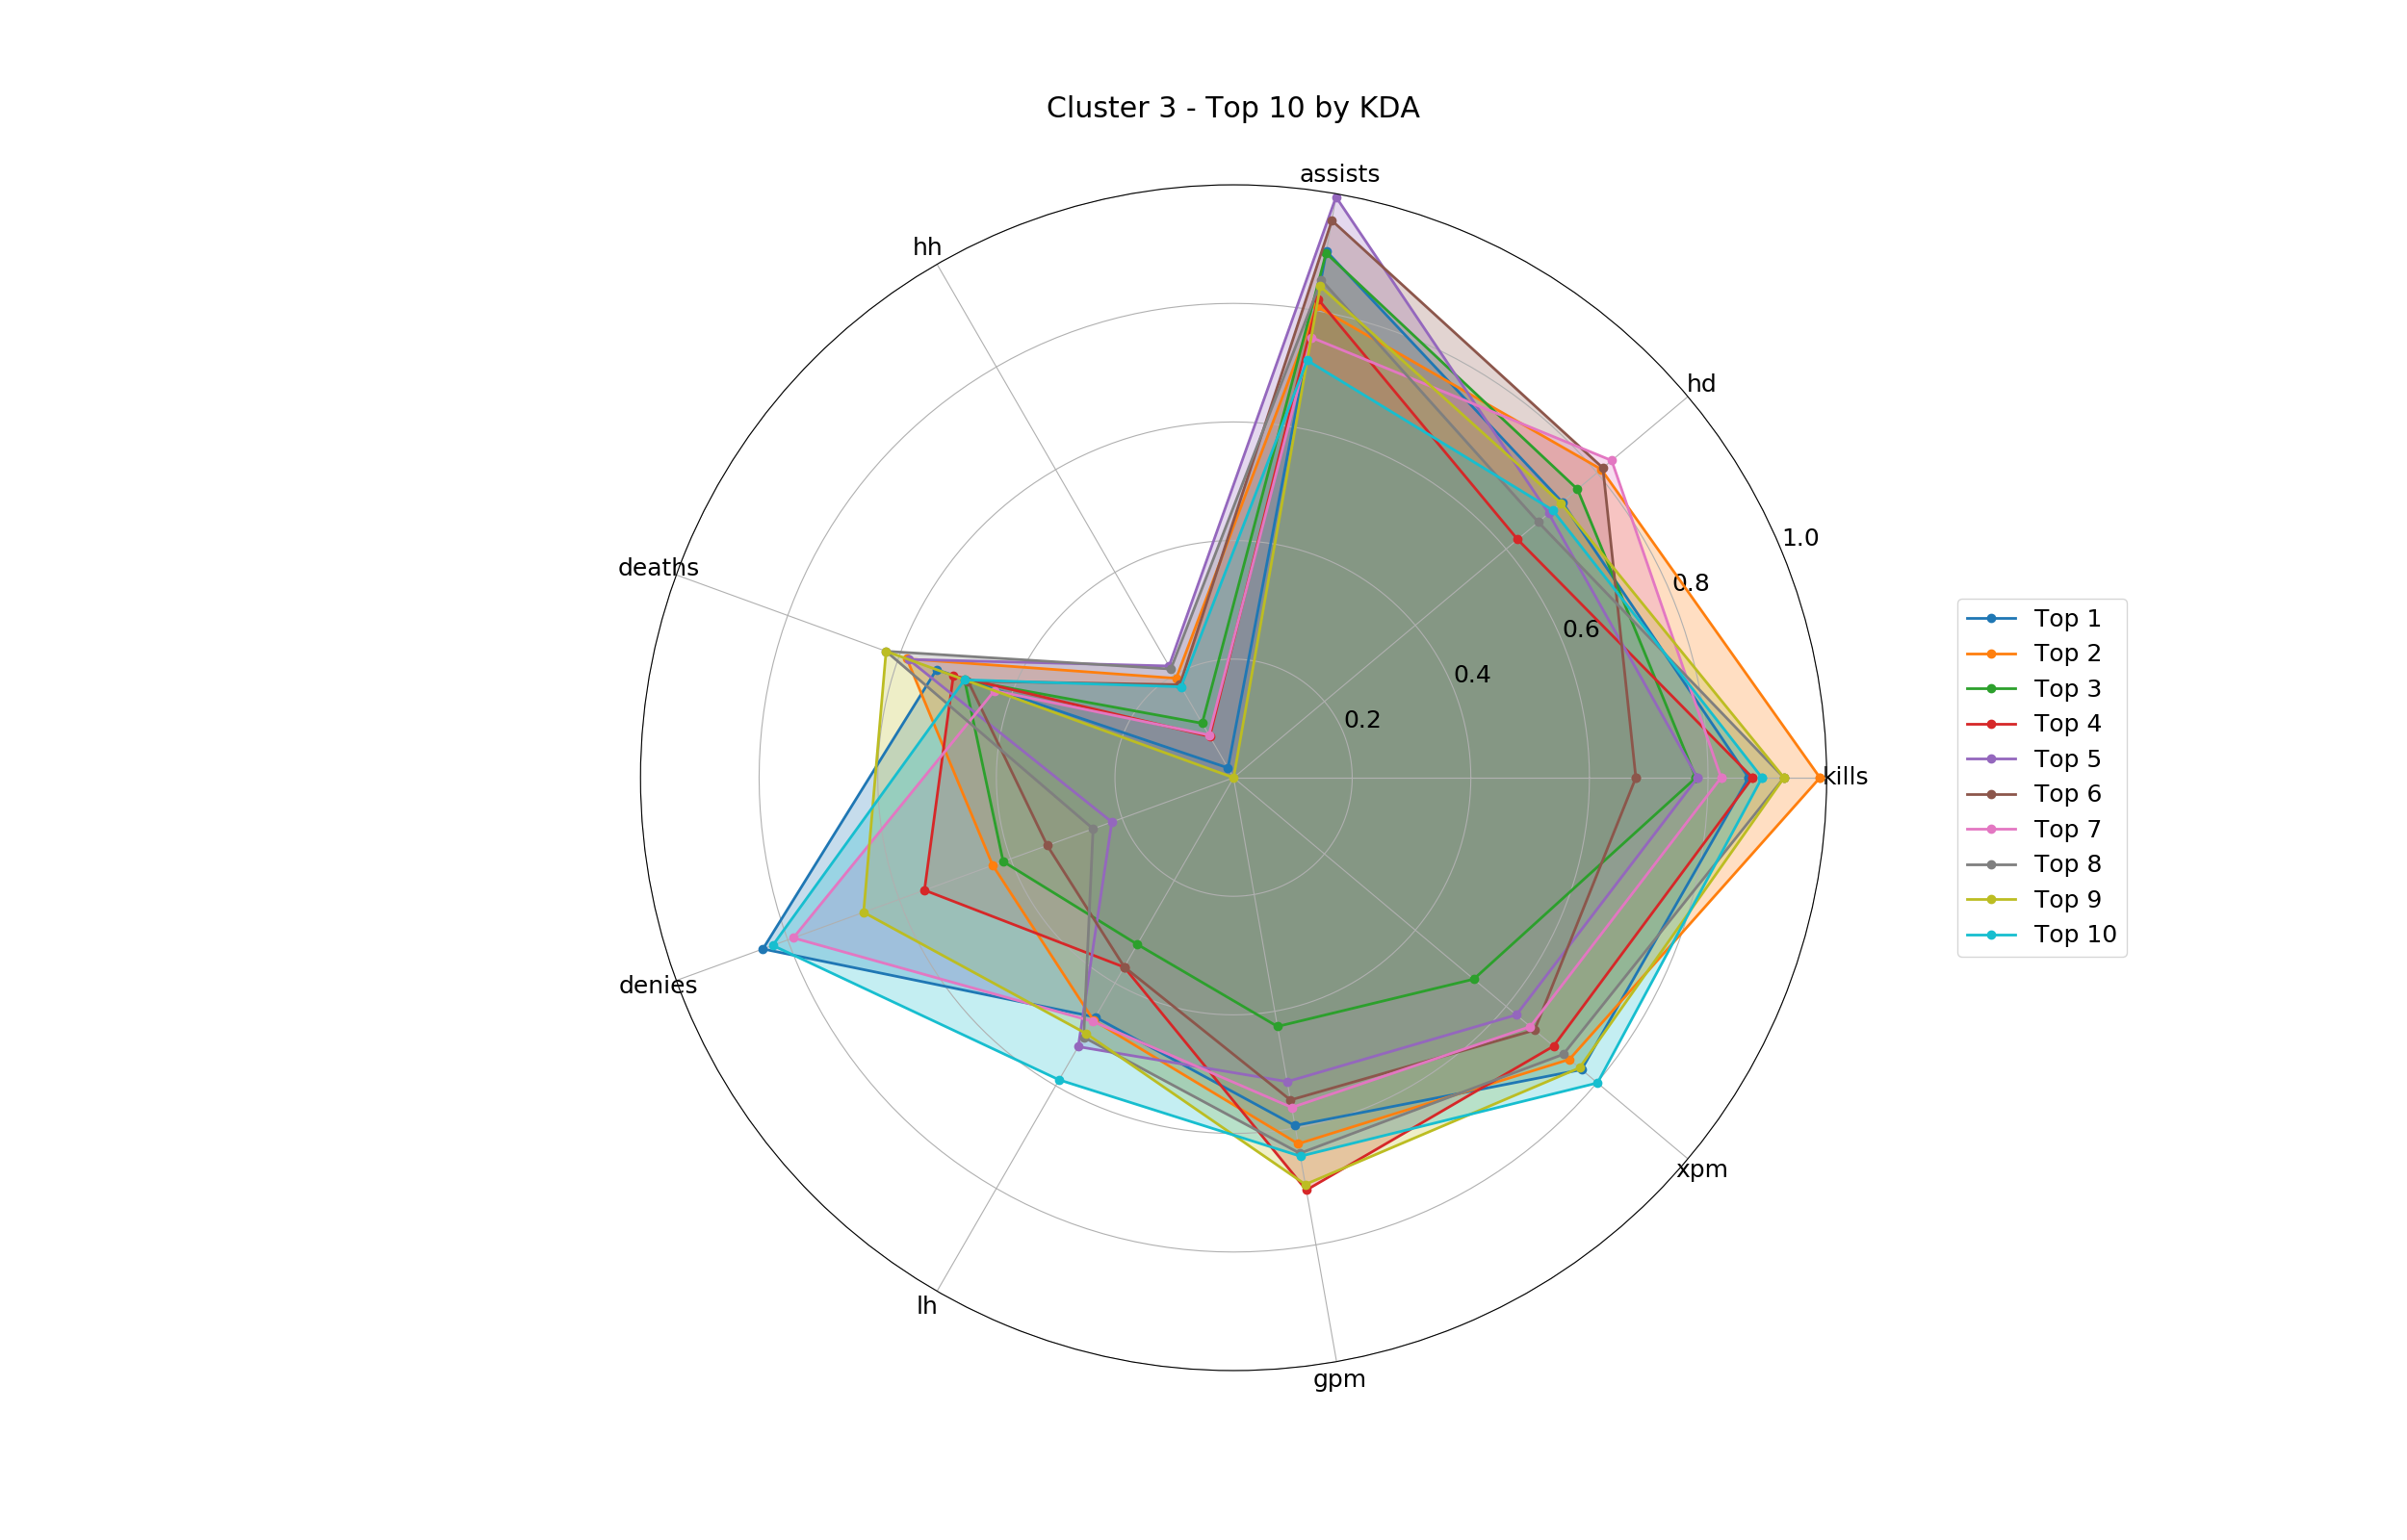 Cluster 3 - Top 10 by KDA
assists
hh
hd
deaths
1.0
0.8
0.6
0.4
0.2
kills
denies
xpm
lh
gpm
Top 1
Top 2
Top 3
Top 4
Top 5
Top 6
Top 7
Top 8
Top 9
Top 10